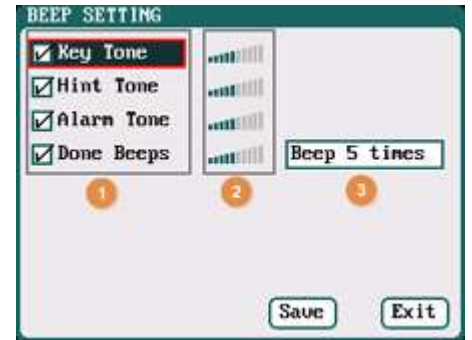 BEEP SETTING
Key Tone
Hint Tone
Alarm Tone
Done Beeps
Beep 5 times
1
2
3
Save
Exit